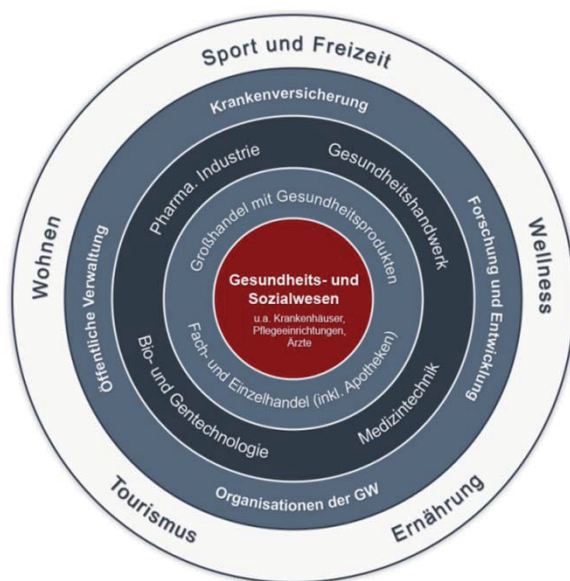 Sport und Freizeit
Krankenversicherung
Pharma. Industrie
Gesundheitshandwerk
Großhandel mit Gesundheitsprodukten
Wohnen
Öffentliche Verwaltung
Gesundheits- und
Sozialwesen
u.a. Krankenhäuser,
Pflegeeinrichtungen,
Ärzte
Forschung und Entwicklung
Wellness
Fach- und Einzelhandel (inkl. Apotheken)
Bio- und Gentechnologie
Medizintechnik
Organisationen der GW
Tourismus
Ernährung